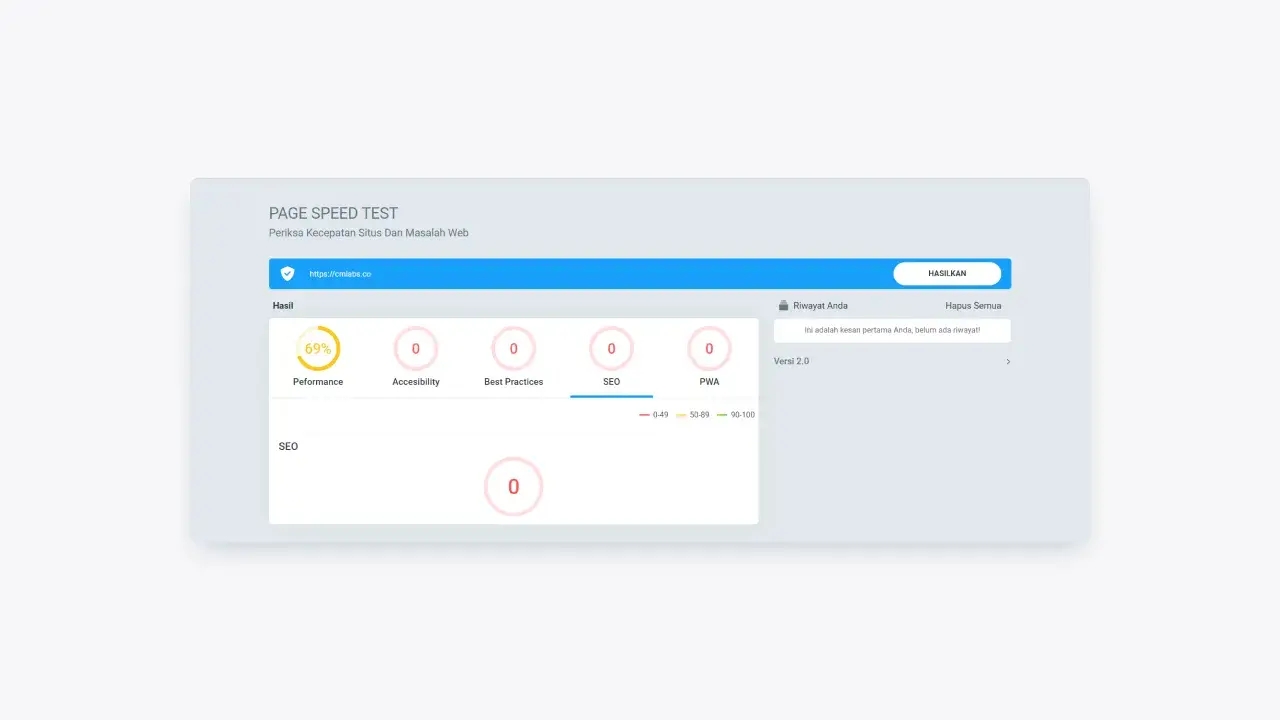 PAGE SPEED TEST
Periksa Kecepatan Situs Dan Masalah Web
https://cmlabs.co
HASILKAN
Hasil
Riwayat Anda
Hapus Semua
69%
0
0
0
0
Peformance
Accesibility
Best Practices
SEO
PWA
Ini adalah kesan pertama Anda, belum ada riwayat!
Versi 2.0
0-49
50-89
90-100
SEO
0